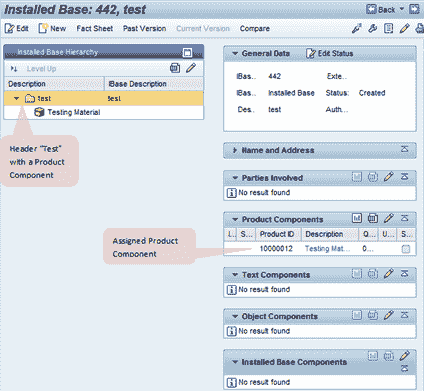 Installed Base: 442, test
Back
Edit New Fact Sheet Past Version Current Version Compare
Installed Base Hierarchy
Level Up
Description IBase Description
test test
Testing Material
Header "Test"
with a Product
Component
General Data Edit Status
IBas.. 442 Exte..
IBas.. Installed Base Status: Created
Des.. test Auth..
Name and Address
Parties Involved
No result found
Product Components
I.. S... Product ID Description Q... U... S...
10000012 Testing Mat... 0...
Assigned Product
Component
Text Components
No result found
Object Components
No result found
Installed Base Components
No result found